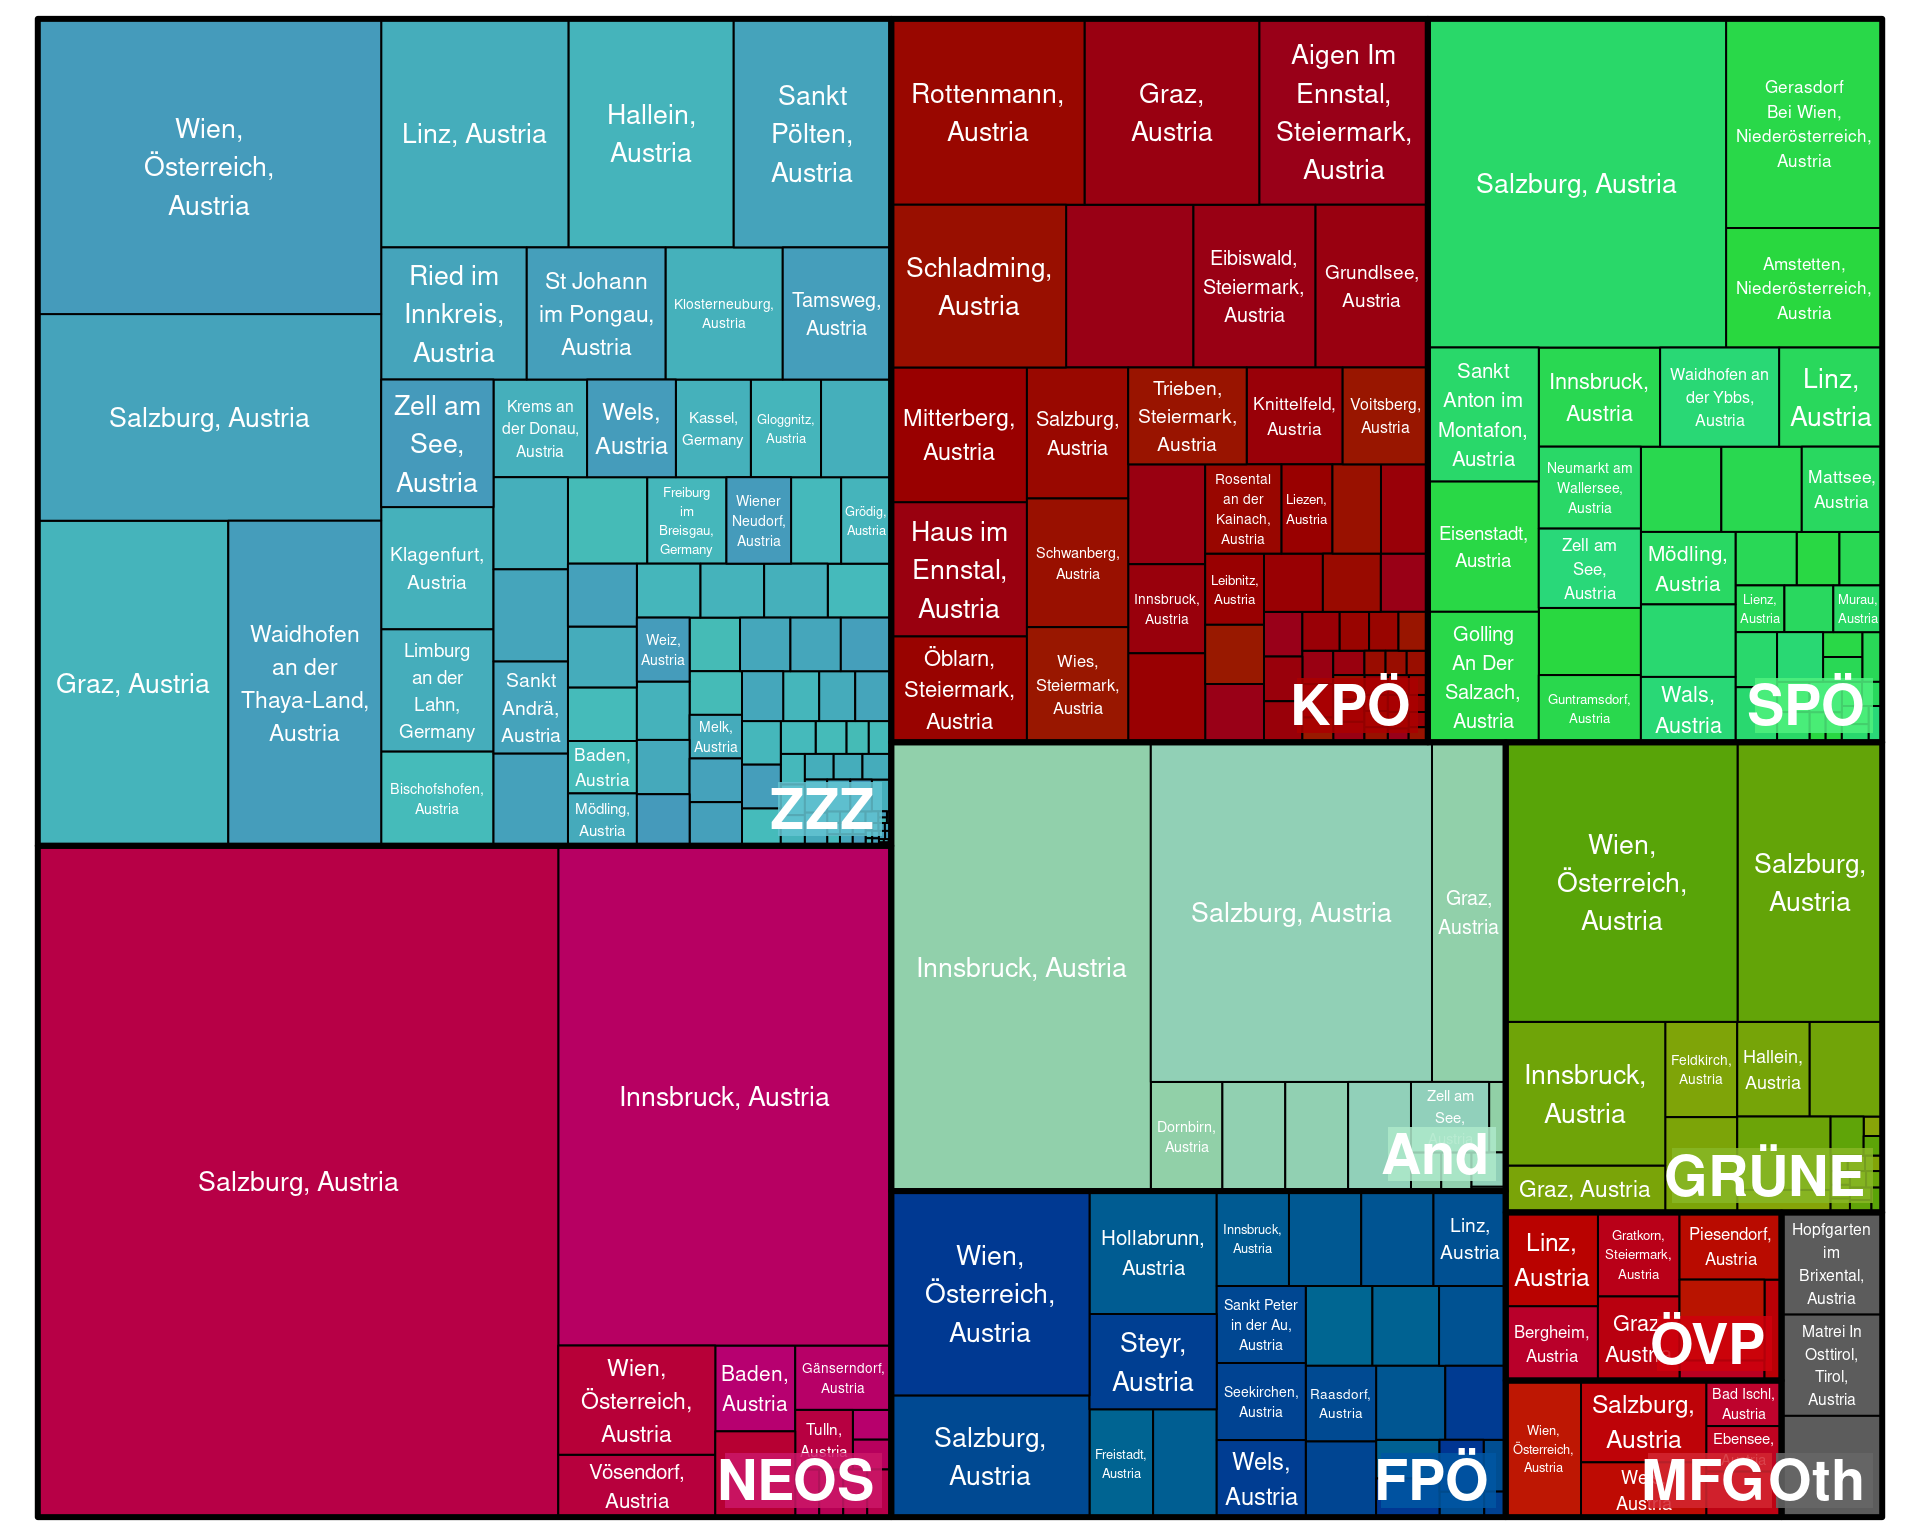 Wien,
Österreich,
Austria
Linz, Austria
Hallein,
Austria
Sankt
Pölten,
Austria
Salzburg, Austria
Graz, Austria
Waidhofen
an der
Thaya-Land,
Austria
Ried im
Innkreis,
Austria
St Johann
im Pongau,
Austria
Klosterneuburg,
Austria
Tamsweg,
Austria
Zell am
See,
Austria
Krems an
der Donau,
Austria
Wels,
Austria
Kassel,
Germany
Gloggnitz,
Austria
Klagenfurt,
Austria
Freiburg
im
Breisgau,
Germany
Wiener
Neudorf,
Austria
Grödig,
Austria
Limburg
an der
Lahn,
Germany
Sankt
Andrä,
Austria
Weiz,
Austria
Melk,
Austria
Bischofshofen,
Austria
Baden,
Austria
Mödling,
Austria
ZZZ
Rottenmann,
Austria
Graz,
Austria
Aigen Im
Ennstal,
Steiermark,
Austria
Schladming,
Austria
Eibiswald,
Steiermark,
Austria
Grundlsee,
Austria
Mitterberg,
Austria
Salzburg,
Austria
Trieben,
Steiermark,
Austria
Knittelfeld,
Austria
Voitsberg,
Austria
Haus im
Ennstal,
Austria
Schwanberg,
Austria
Rosental
an der
Kainach,
Austria
Liezen,
Austria
Innsbruck,
Austria
Leibnitz,
Austria
Öblarn,
Steiermark,
Austria
Wies,
Steiermark,
Austria
KPÖ
Salzburg, Austria
Gerasdorf
Bei Wien,
Niederösterreich,
Austria
Amstetten,
Niederösterreich,
Austria
Sankt
Anton im
Montafon,
Austria
Innsbruck,
Austria
Waidhofen an
der Ybbs,
Austria
Linz,
Austria
Eisenstadt,
Austria
Neumarkt am
Wallersee,
Austria
Mattsee,
Austria
Zell am
See,
Austria
Mödling,
Austria
Lienz,
Austria
Murau,
Austria
Golling
An Der
Salzach,
Austria
Guntramsdorf,
Austria
Wals,
Austria
SPÖ
Salzburg, Austria
Innsbruck, Austria
Wien,
Österreich,
Austria
Baden,
Austria
Gänserndorf,
Austria
Tulln,
Austria
Vösendorf,
Austria
NEOS
Innsbruck, Austria
Salzburg, Austria
Graz,
Austria
Dornbirn,
Austria
Zell am
See,
Austria
And
Wien,
Österreich,
Austria
Salzburg,
Austria
Innsbruck,
Austria
Feldkirch,
Austria
Hallein,
Austria
Graz, Austria
GRÜNE
Wien,
Österreich,
Austria
Hollabrunn,
Austria
Innsbruck,
Austria
Linz,
Austria
Steyr,
Austria
Sankt Peter
in der Au,
Austria
Seekirchen,
Austria
Raasdorf,
Austria
Salzburg,
Austria
Freistadt,
Austria
Wels,
Austria
FPÖ
Linz,
Austria
Gratkorn,
Steiermark,
Austria
Piesendorf,
Austria
Bergheim,
Austria
Graz,
Austria
ÖVP
Wien,
Österreich,
Austria
Salzburg,
Austria
Bad Ischl,
Austria
Ebensee,
Austria
MFG
Hopfgarten
im
Brixental,
Austria
Matrei In
Osttirol,
Tirol,
Austria
Oth